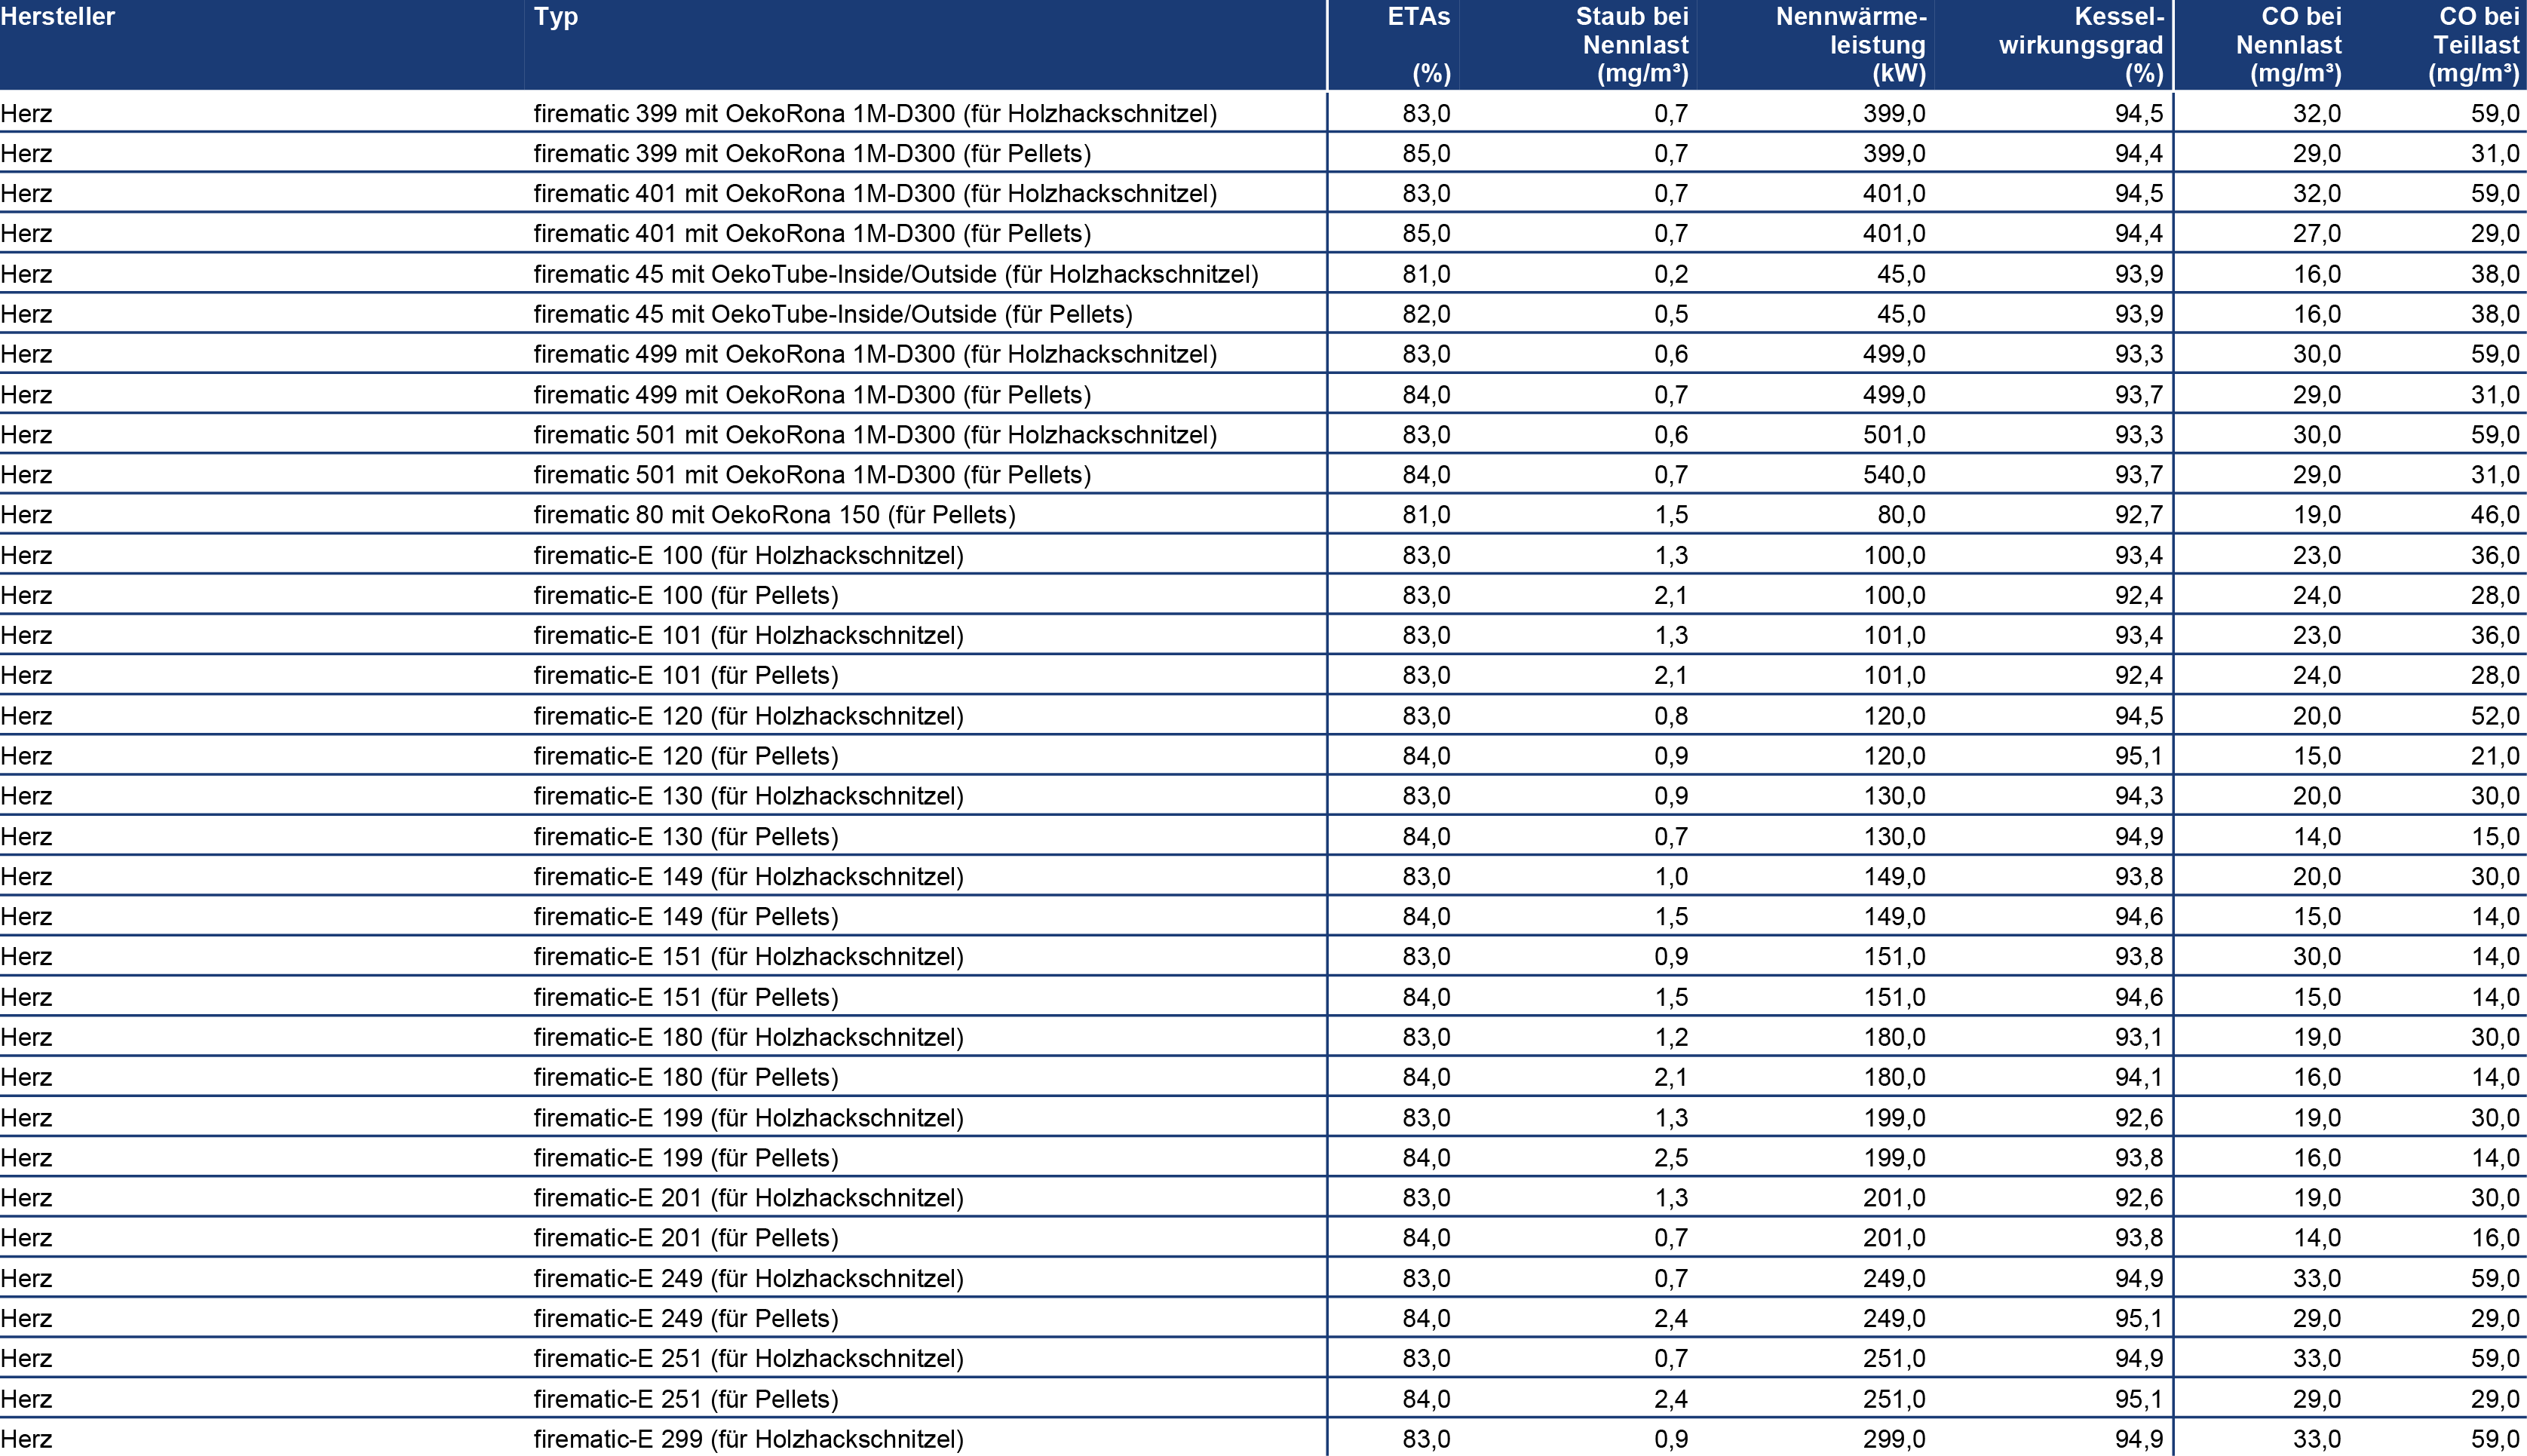 Hersteller Typ ETAs (%) Staub bei Nennlast (mg/m³) Nennwärme-leistung (kW) Kessel-wirkungsgrad (%) CO bei Nennlast (mg/m³) CO bei Teillast (mg/m³)
Herz firematic 399 mit OekoRona 1M-D300 (für Holzhackschnitzel) 83,0 0,7 399,0 94,5 32,0 59,0
Herz firematic 399 mit OekoRona 1M-D300 (für Pellets) 85,0 0,7 399,0 94,4 29,0 31,0
Herz firematic 401 mit OekoRona 1M-D300 (für Holzhackschnitzel) 83,0 0,7 401,0 94,5 32,0 59,0
Herz firematic 401 mit OekoRona 1M-D300 (für Pellets) 85,0 0,7 401,0 94,4 27,0 29,0
Herz firematic 45 mit OekoTube-Inside/Outside (für Holzhackschnitzel) 81,0 0,2 45,0 93,9 16,0 38,0
Herz firematic 45 mit OekoTube-Inside/Outside (für Pellets) 82,0 0,5 45,0 93,9 16,0 38,0
Herz firematic 499 mit OekoRona 1M-D300 (für Holzhackschnitzel) 83,0 0,6 499,0 93,3 30,0 59,0
Herz firematic 499 mit OekoRona 1M-D300 (für Pellets) 84,0 0,7 499,0 93,7 29,0 31,0
Herz firematic 501 mit OekoRona 1M-D300 (für Holzhackschnitzel) 83,0 0,6 501,0 93,3 30,0 59,0
Herz firematic 501 mit OekoRona 1M-D300 (für Pellets) 84,0 0,7 540,0 93,7 29,0 31,0
Herz firematic 80 mit OekoRona 150 (für Pellets) 81,0 1,5 80,0 92,7 19,0 46,0
Herz firematic-E 100 (für Holzhackschnitzel) 83,0 1,3 100,0 93,4 23,0 36,0
Herz firematic-E 100 (für Pellets) 83,0 2,1 100,0 92,4 24,0 28,0
Herz firematic-E 101 (für Holzhackschnitzel) 83,0 1,3 101,0 93,4 23,0 36,0
Herz firematic-E 101 (für Pellets) 83,0 2,1 101,0 92,4 24,0 28,0
Herz firematic-E 120 (für Holzhackschnitzel) 83,0 0,8 120,0 94,5 20,0 52,0
Herz firematic-E 120 (für Pellets) 84,0 0,9 120,0 95,1 15,0 21,0
Herz firematic-E 130 (für Holzhackschnitzel) 83,0 0,9 130,0 94,3 20,0 30,0
Herz firematic-E 130 (für Pellets) 84,0 0,7 130,0 94,9 14,0 15,0
Herz firematic-E 149 (für Holzhackschnitzel) 83,0 1,0 149,0 93,8 20,0 30,0
Herz firematic-E 149 (für Pellets) 84,0 1,5 149,0 94,6 15,0 14,0
Herz firematic-E 151 (für Holzhackschnitzel) 83,0 0,9 151,0 93,8 30,0 14,0
Herz firematic-E 151 (für Pellets) 84,0 1,5 151,0 94,6 15,0 14,0
Herz firematic-E 180 (für Holzhackschnitzel) 83,0 1,2 180,0 93,1 19,0 30,0
Herz firematic-E 180 (für Pellets) 84,0 2,1 180,0 94,1 16,0 14,0
Herz firematic-E 199 (für Holzhackschnitzel) 83,0 1,3 199,0 92,6 19,0 30,0
Herz firematic-E 199 (für Pellets) 84,0 2,5 199,0 93,8 16,0 14,0
Herz firematic-E 201 (für Holzhackschnitzel) 83,0 1,3 201,0 92,6 19,0 30,0
Herz firematic-E 201 (für Pellets) 84,0 0,7 201,0 93,8 14,0 16,0
Herz firematic-E 249 (für Holzhackschnitzel) 83,0 0,7 249,0 94,9 33,0 59,0
Herz firematic-E 249 (für Pellets) 84,0 2,4 249,0 95,1 29,0 29,0
Herz firematic-E 251 (für Holzhackschnitzel) 83,0 0,7 251,0 94,9 33,0 59,0
Herz firematic-E 251 (für Pellets) 84,0 2,4 251,0 95,1 29,0 29,0
Herz firematic-E 299 (für Holzhackschnitzel) 83,0 0,9 299,0 94,9 33,0 59,0